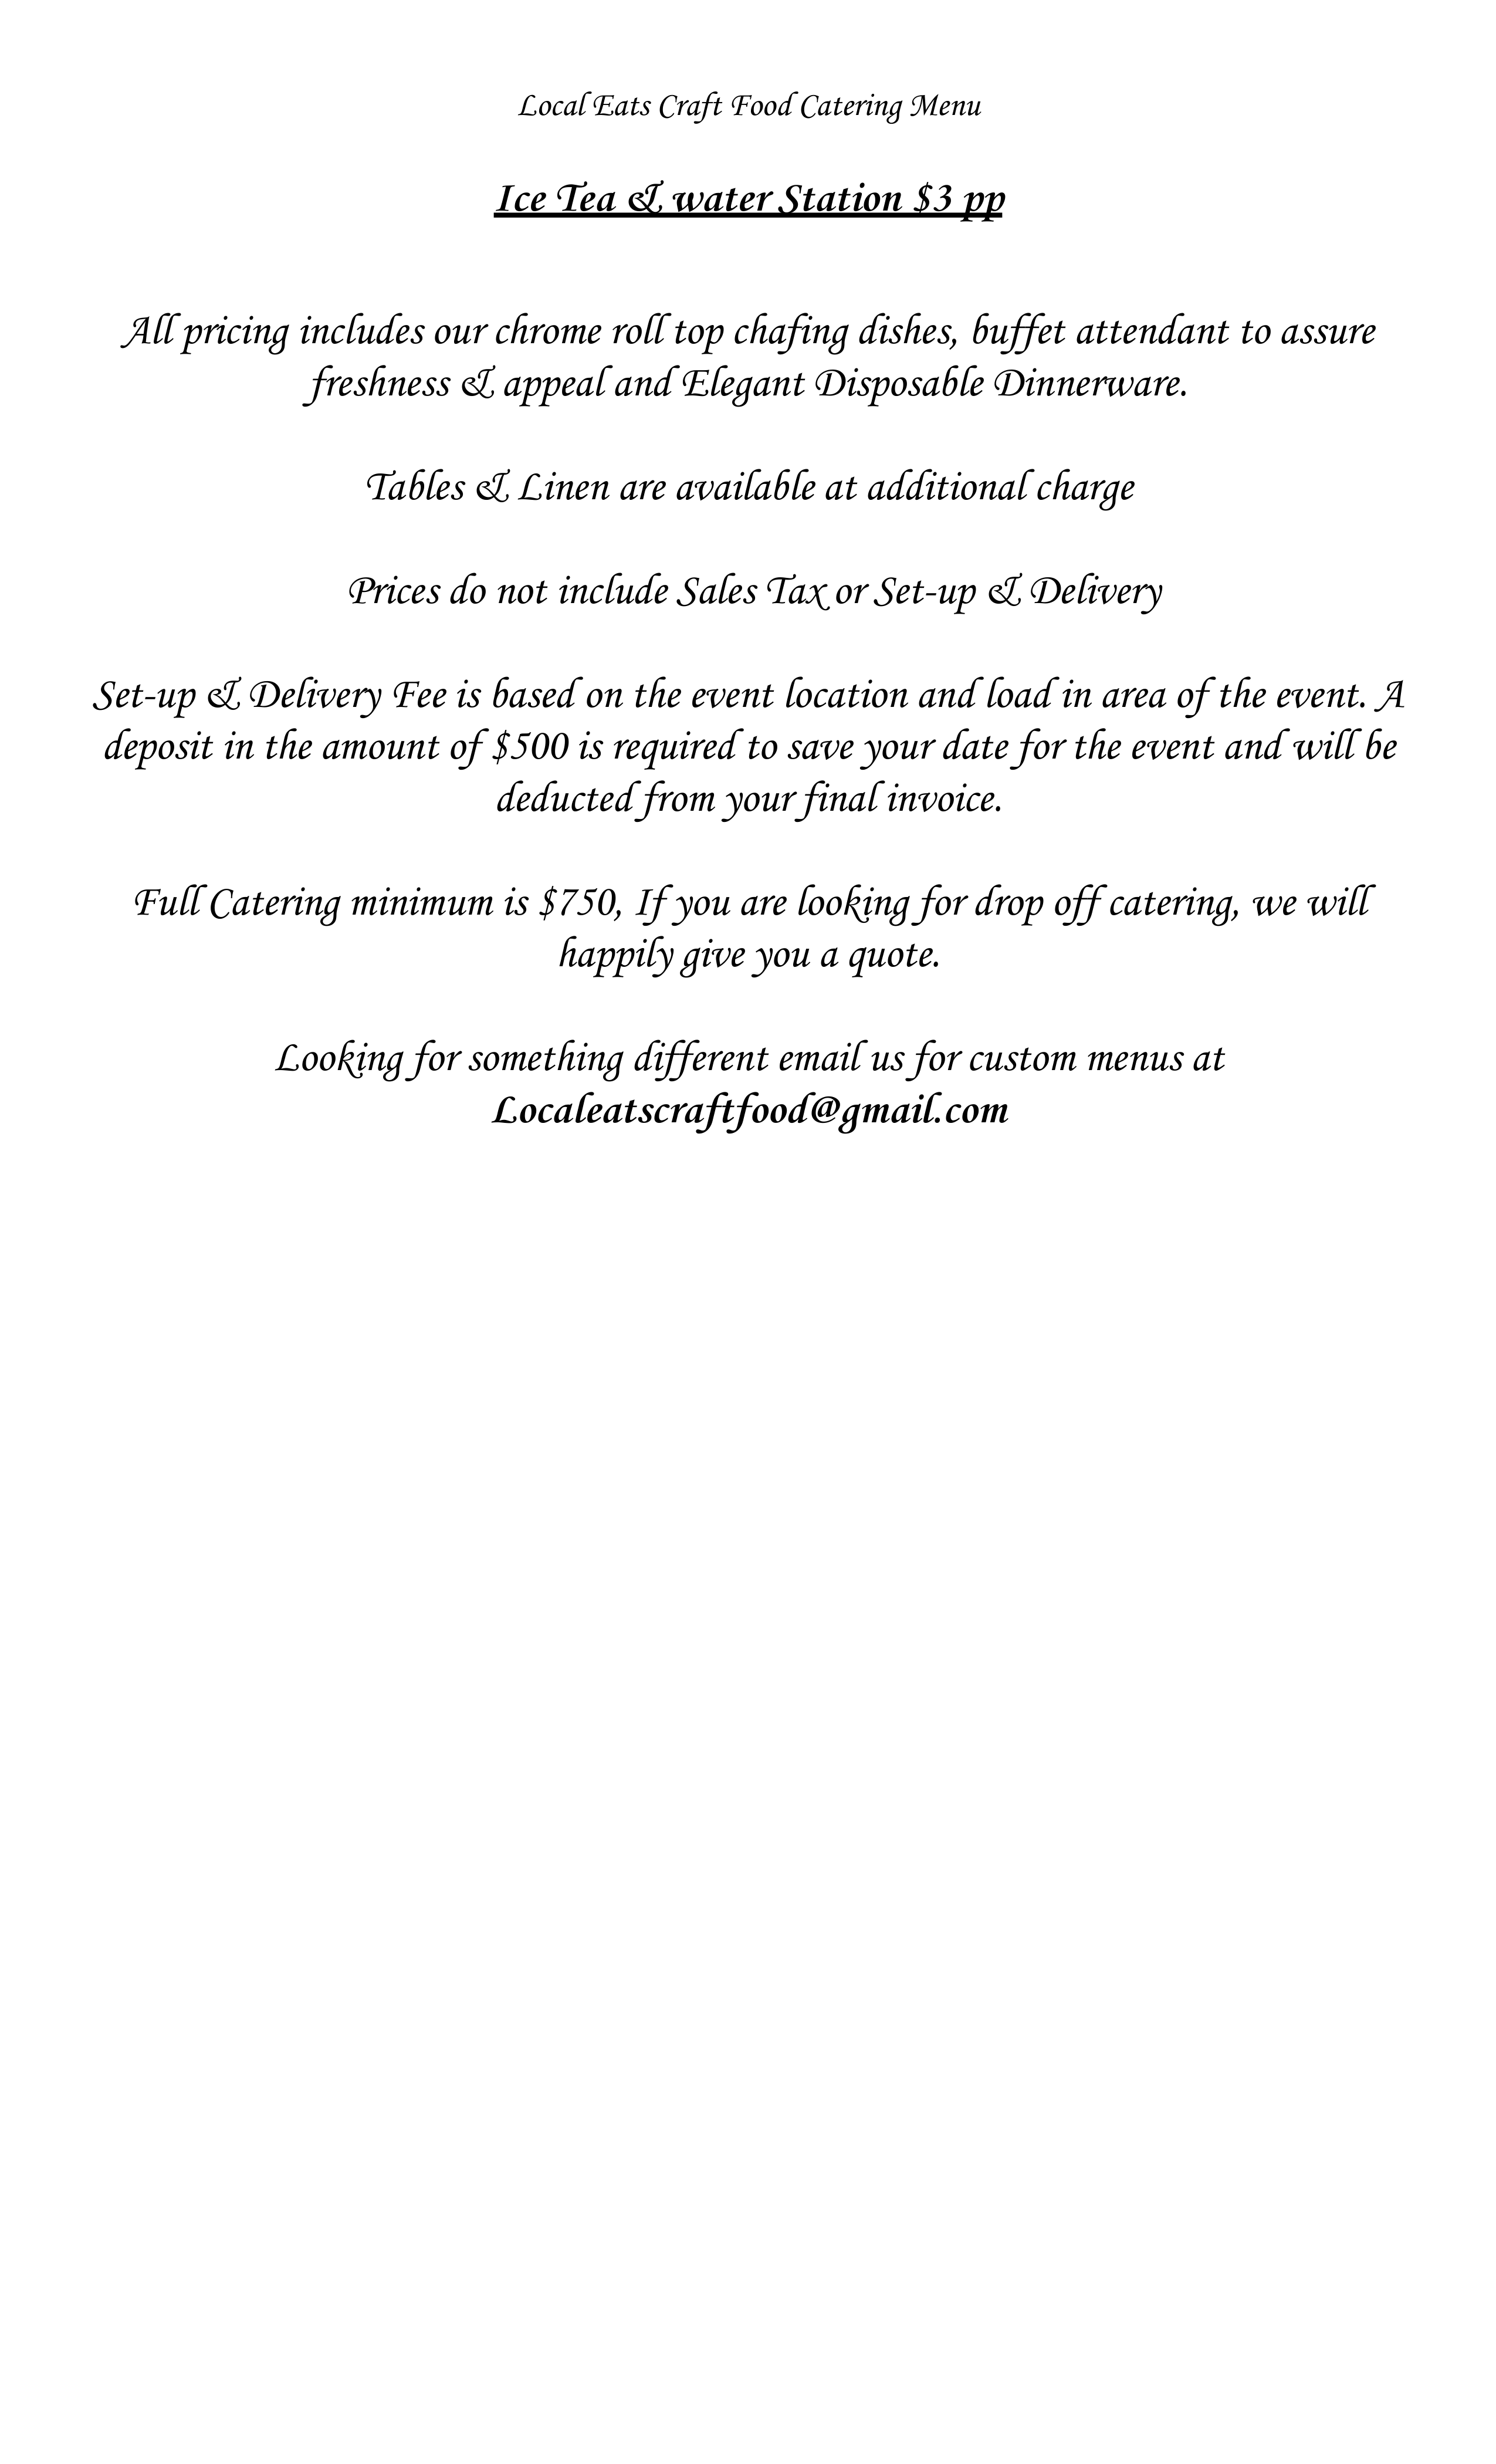 Local Eats Craft Food Catering Menu
Ice Tea & water Station $3 pp
All pricing includes our chrome roll top chafing dishes, buffet attendant to assure
freshness & appeal and Elegant Disposable Dinnerware.
Tables & Linen are available at additional charge
Prices do not include Sales Tax or Set-up & Delivery
Set-up & Delivery Fee is based on the event location and load in area of the event. A
deposit in the amount of $500 is required to save your date for the event and will be
deducted from your final invoice.
Full Catering minimum is $750, If you are looking for drop off catering, we will
happily give you a quote.
Looking for something different email us for custom menus at
Localeatscraftfood@gmail.com